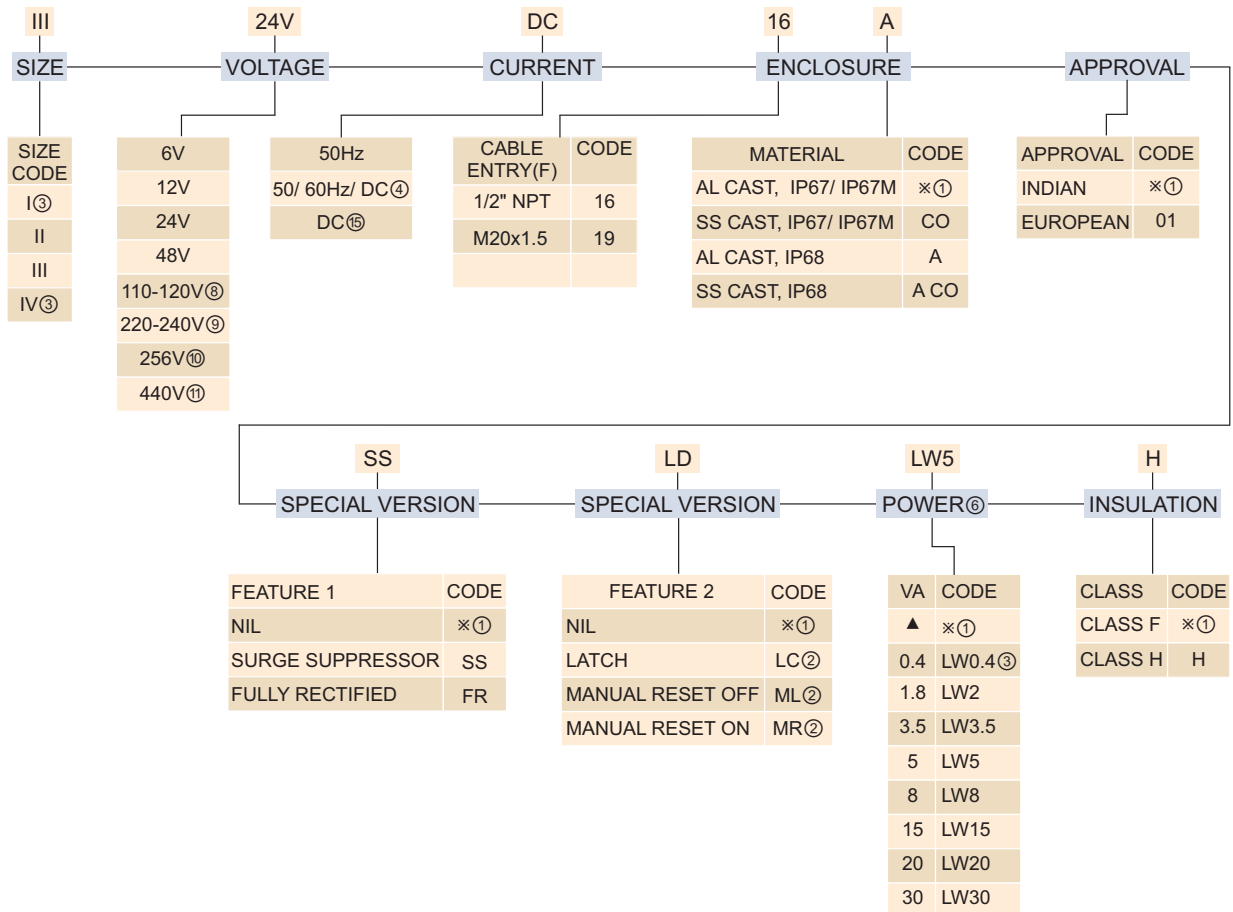 III 24V DC 16 A
SIZE VOLTAGE CURRENT ENCLOSURE APPROVAL
SIZE CODE
I③
II
III
IV③
6V
12V
24V
48V
110-120V⑧
220-240V⑨
256V⑩
440V⑪
50Hz
50/ 60Hz/ DC④
DC⑮
CABLE ENTRY(F) CODE
1/2" NPT 16
M20x1.5 19
MATERIAL CODE
AL CAST, IP67/ IP67M ※①
SS CAST, IP67/ IP67M CO
AL CAST, IP68 A
SS CAST, IP68 A CO
APPROVAL CODE
INDIAN ※①
EUROPEAN 01
SS LD LW5 H
SPECIAL VERSION SPECIAL VERSION POWER⑥ INSULATION
FEATURE 1 CODE
NIL ※①
SURGE SUPPRESSOR SS
FULLY RECTIFIED FR
FEATURE 2 CODE
NIL ※①
LATCH LC②
MANUAL RESET OFF ML②
MANUAL RESET ON MR②
VA CODE
▲ ※①
0.4 LW0.4③
1.8 LW2
3.5 LW3.5
5 LW5
8 LW8
15 LW15
20 LW20
30 LW30
CLASS CODE
CLASS F ※①
CLASS H H